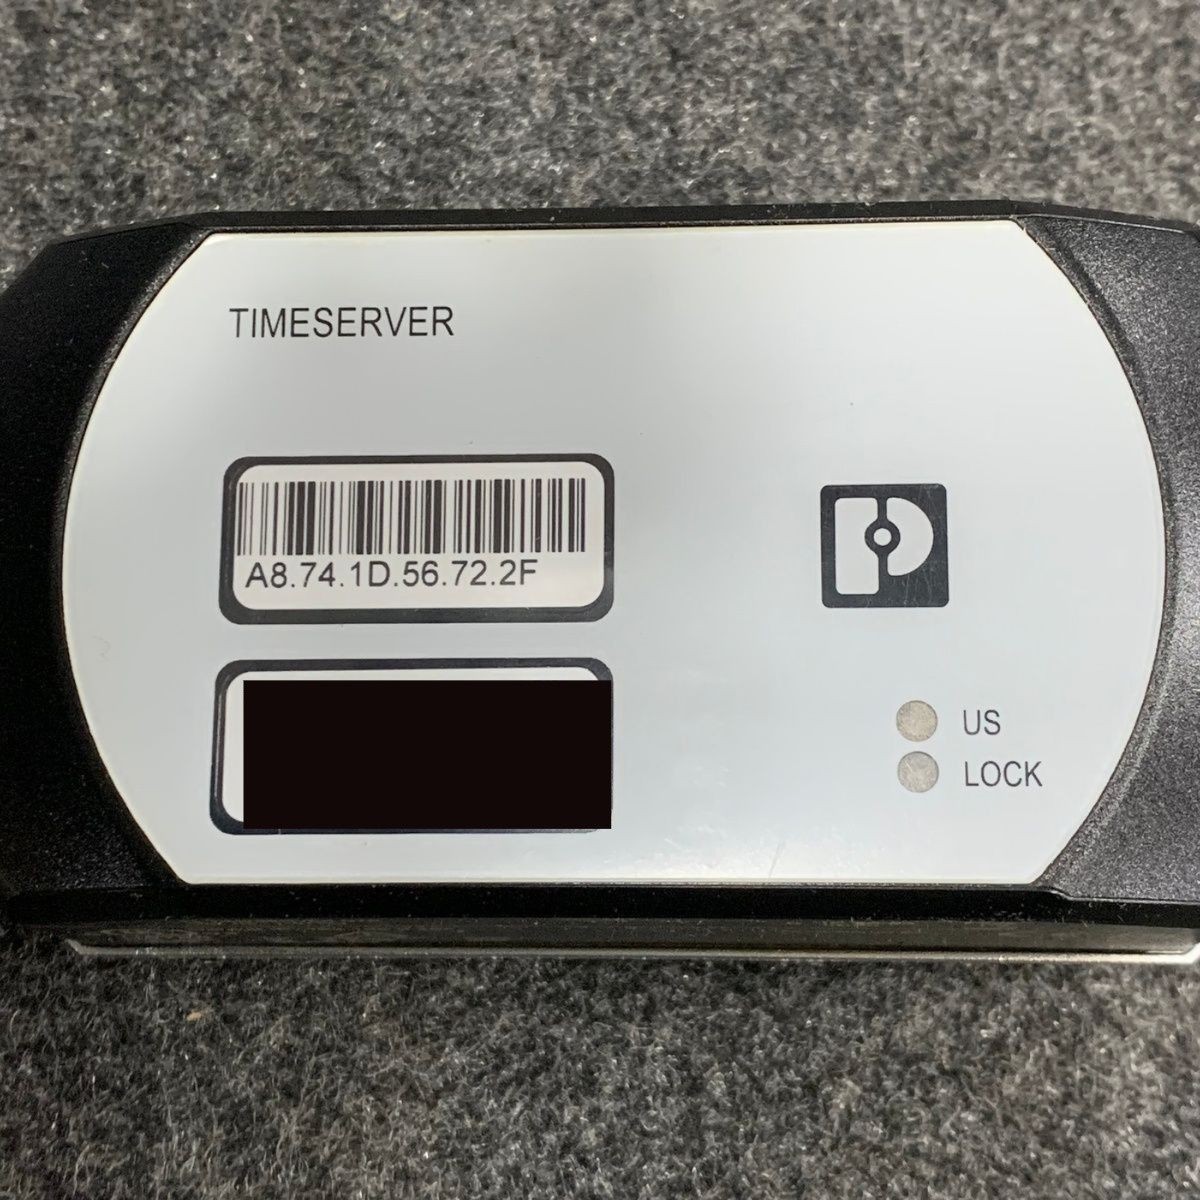 TIMESERVER
A8.74.1D.56.72.2F
US
LOCK